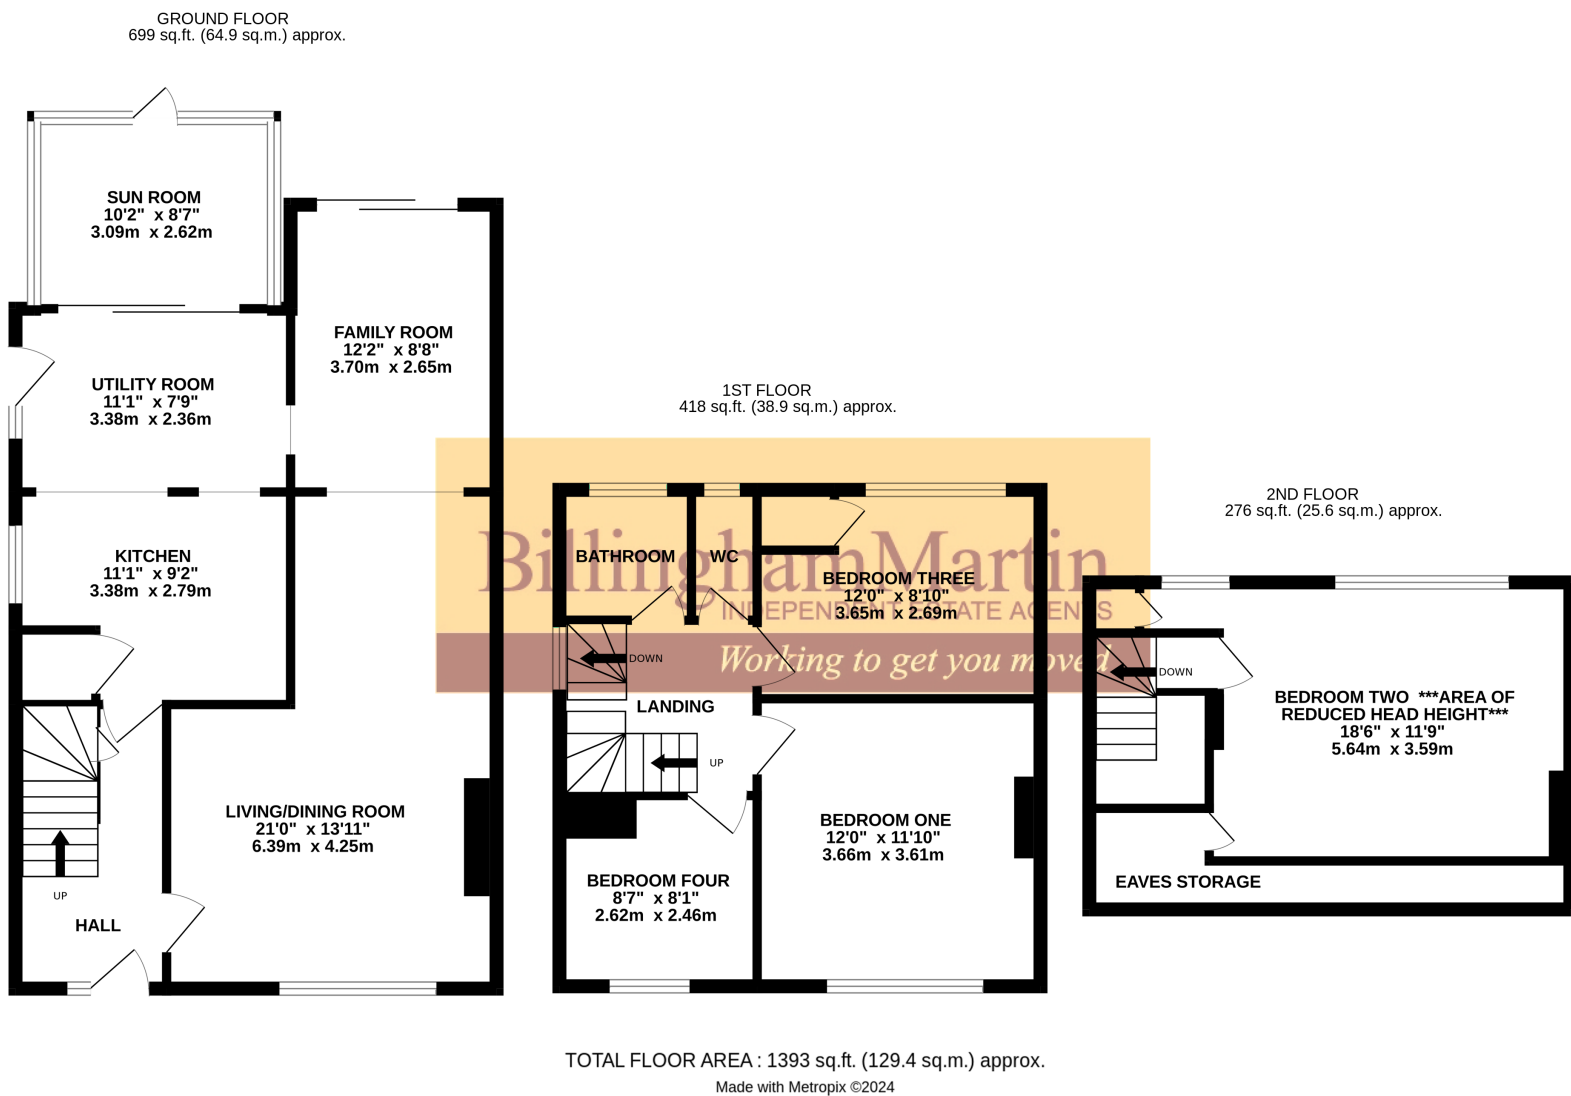 GROUND FLOOR
699 sq.ft. (64.9 sq.m.) approx.
SUN ROOM
10'2" x 8'7"
3.09m x 2.62m
FAMILY ROOM
12'2" x 8'8"
3.70m x 2.65m
UTILITY ROOM
11'1" x 7'9"
3.38m x 2.36m
KITCHEN
11'1" x 9'2"
3.38m x 2.79m
LIVING/DINING ROOM
21'0" x 13'11"
6.39m x 4.25m
UP
HALL
1ST FLOOR
418 sq.ft. (38.9 sq.m.) approx.
BillinghamMartin
INDEPENDENT ESTATE AGENTS
Working to get you moved
BATHROOM
WC
BEDROOM THREE
12'0" x 8'10"
3.65m x 2.69m
DOWN
LANDING
UP
BEDROOM ONE
12'0" x 11'10"
3.66m x 3.61m
BEDROOM FOUR
8'7" x 8'1"
2.62m x 2.46m
2ND FLOOR
276 sq.ft. (25.6 sq.m.) approx.
DOWN
BEDROOM TWO ***AREA OF
REDUCED HEAD HEIGHT***
18'6" x 11'9"
5.64m x 3.59m
EAVES STORAGE
TOTAL FLOOR AREA : 1393 sq.ft. (129.4 sq.m.) approx.
Made with Metropix ©2024